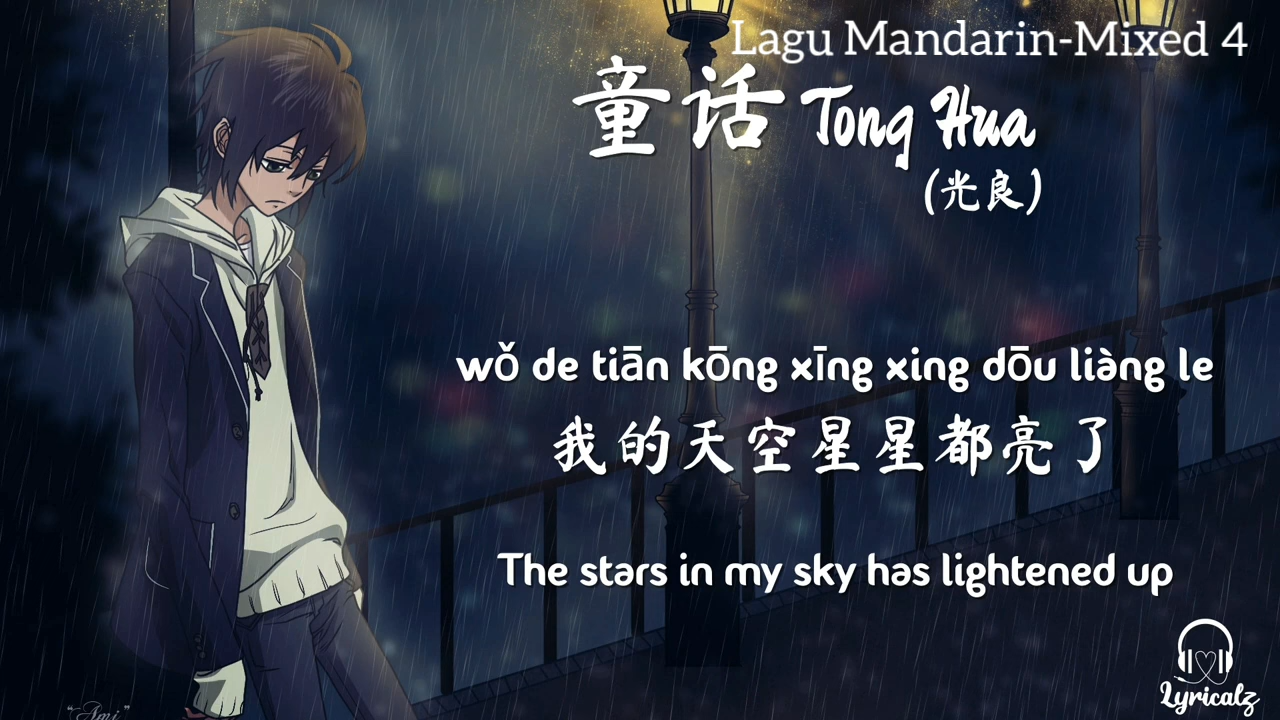 Lagu Mandarin-Mixed 4
童话 Tong Hua
(光良)
wǒ de tiān kōng xīng xing dōu liàng le
我的天空星星都亮了
The stars in my sky has lightened up
Lyricalz
"Ami"